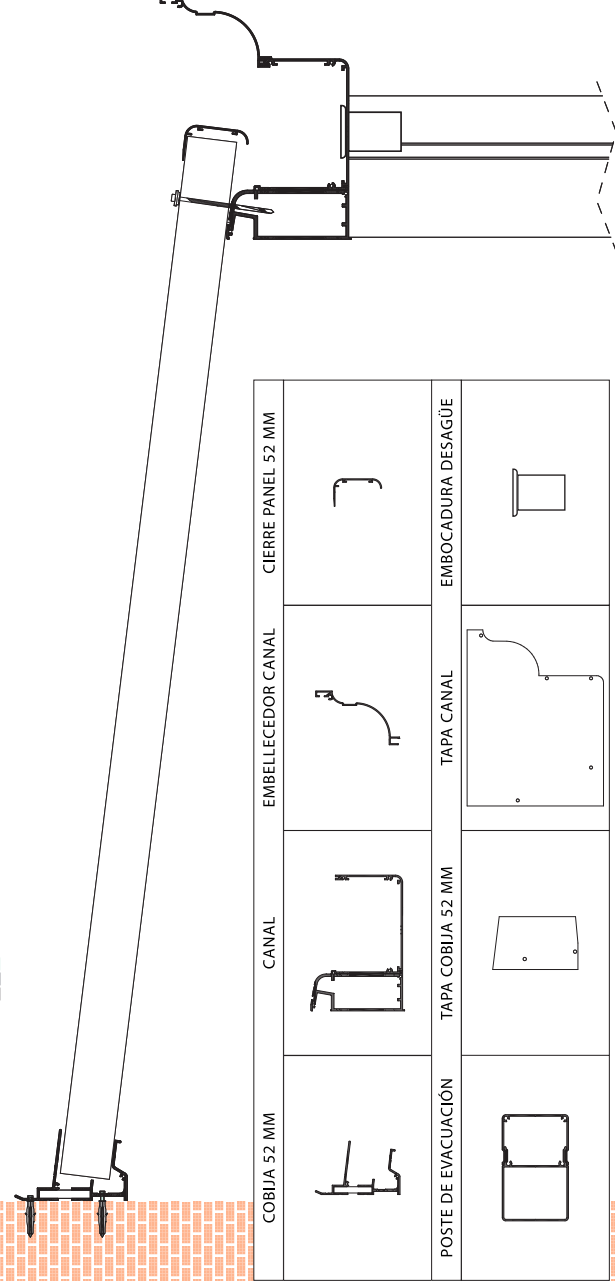 COBIJA 52 MM
CANAL
EMBELLECEDOR CANAL
CIERRE PANEL 52 MM
POSTE DE EVACUACIÓN
TAPA COBIJA 52 MM
TAPA CANAL
EMBOCADURA DESAGÜE